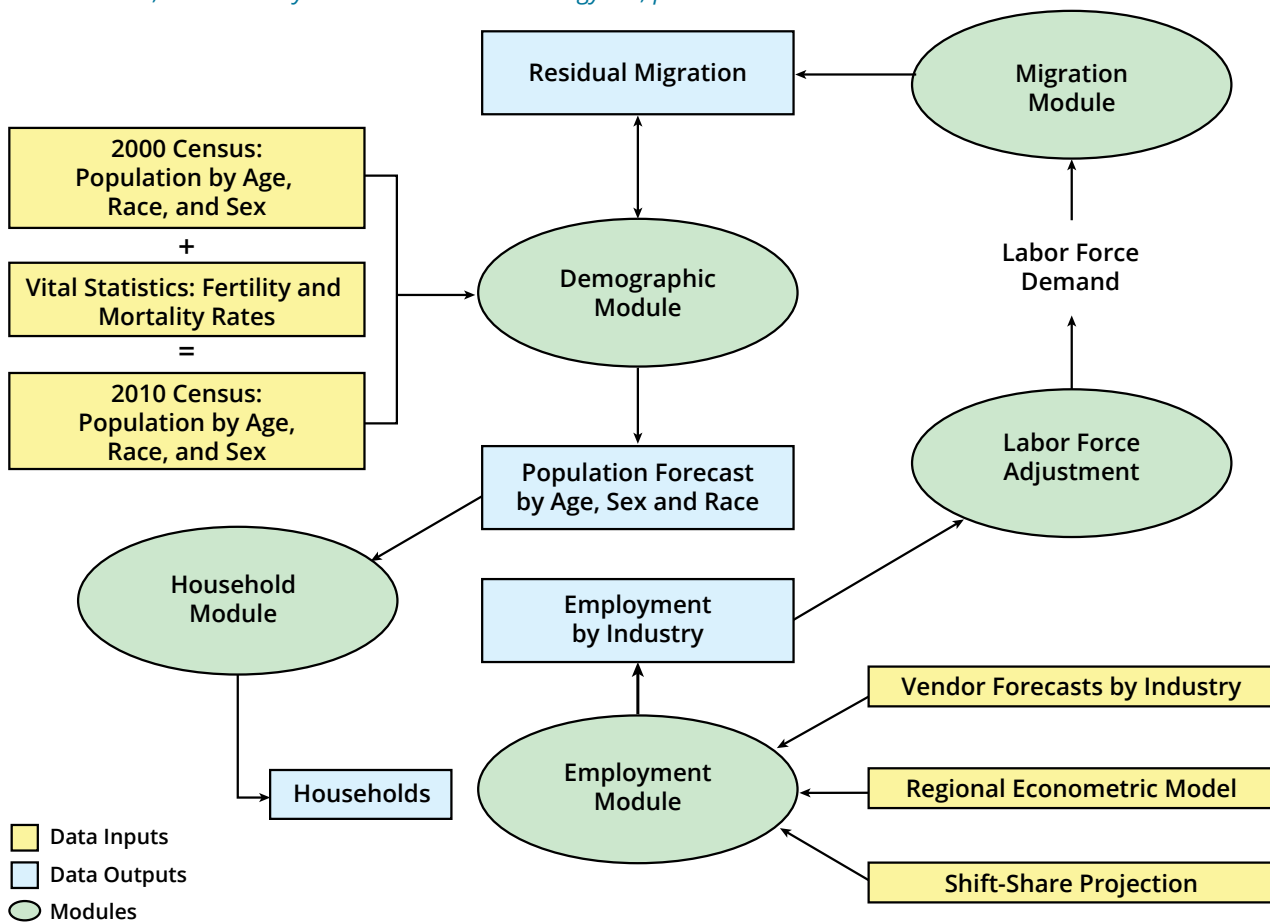 Residual Migration
Migration
Module
2000 Census:
Population by Age,
Race, and Sex
+
Vital Statistics: Fertility and
Mortality Rates
=
2010 Census:
Population by Age,
Race, and Sex
Demographic
Module
Labor Force
Demand
Population Forecast
by Age, Sex and Race
Labor Force
Adjustment
Household
Module
Employment
by Industry
Vendor Forecasts by Industry
Employment
Module
Regional Econometric Model
Households
Shift-Share Projection
Data Inputs
Data Outputs
Modules